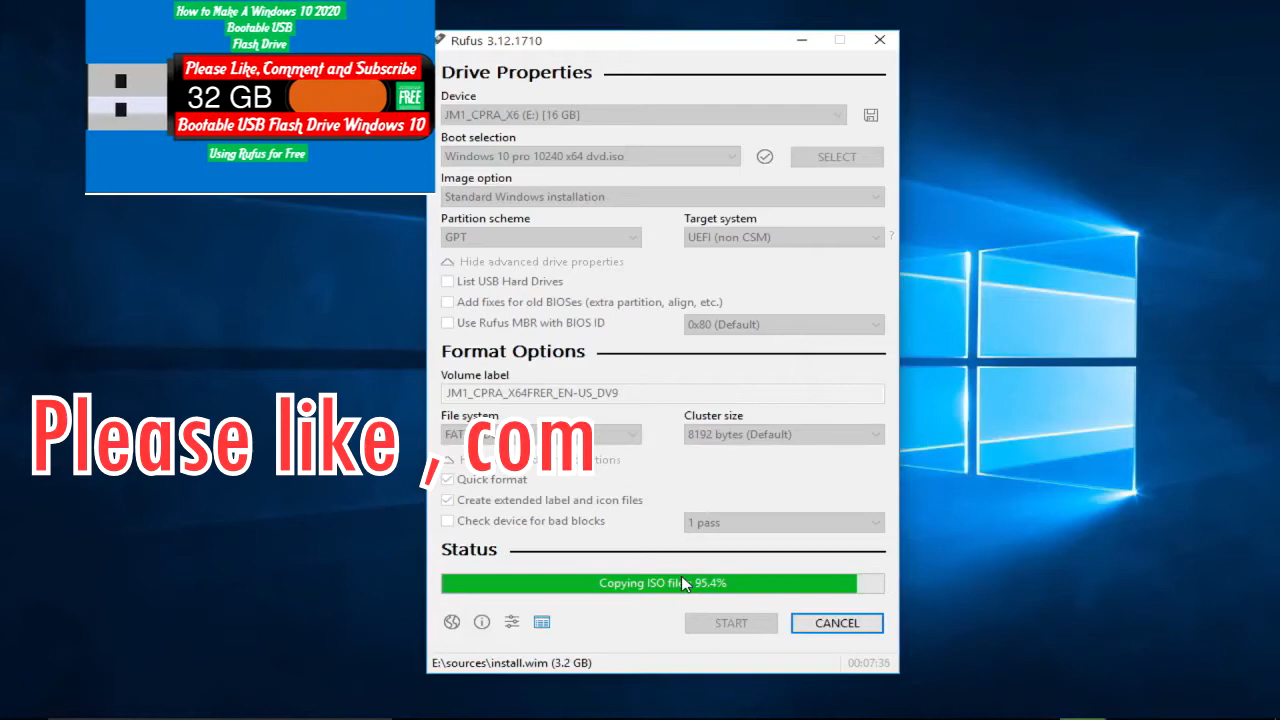 How to Make A Windows 10 2020
Bootable USB
Flash Drive
Please Like, Comment and Subscribe
32 GB
FREE
Bootable USB Flash Drive Windows 10
Using Rufus for Free
Rufus 3.12.1710
Drive Properties
Device
JM1_CPRA_X6 (E:) [16 GB]
Boot selection
Windows 10 pro 10240 x64 dvd.iso
SELECT
Image option
Standard Windows installation
Partition scheme
Target system
GPT
UEFI (non CSM)
?
Hide advanced drive properties
List USB Hard Drives
Add fixes for old BIOSes (extra partition, align, etc.)
Use Rufus MBR with BIOS ID
0x80 (Default)
Format Options
Volume label
JM1_CPRA_X64FRER_EN-US_DV9
File system
Cluster size
8192 bytes (Default)
Please like , com
Quick format
Create extended label and icon files
Check device for bad blocks
1 pass
Status
Copying ISO 95.4%
START
CANCEL
E:\sources\install.wim (3.2 GB)
00:07:35